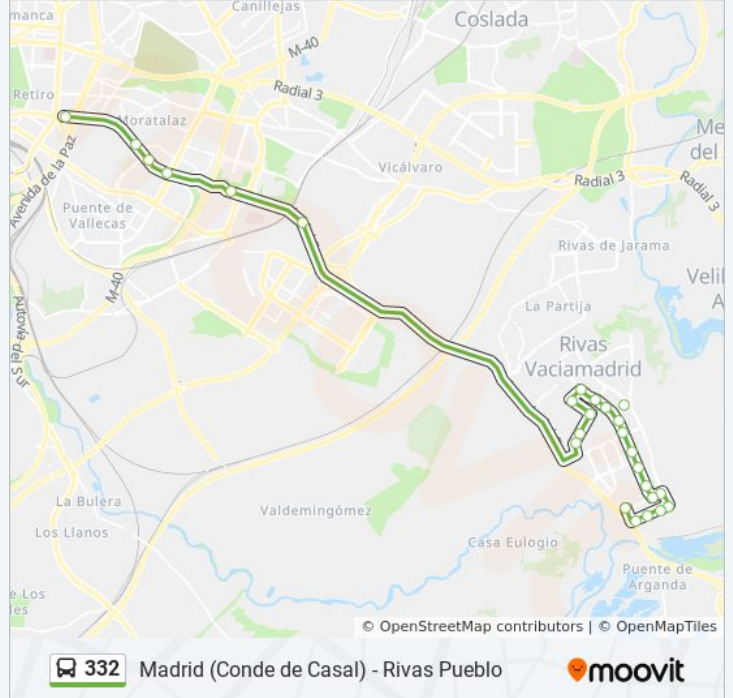 manca
Canillejas
Coslada
M-40
Retiro
Radial 3
Moratalaz
Me
del
Avenida de la Paz
Vicálvaro
Radial 3
Radial 3
Puente de
Vallecas
Rivas de Jarama
M-40
Velil
A
La Partija
Autovía del Sur
Rivas
Vaciamadrid
La Bulera
Valdemingómez
Los Llanos
Casa Eulogio
Puente de
Arganda
e Los
les
© OpenStreetMap contributors | © OpenMapTiles
332 Madrid (Conde de Casal) - Rivas Pueblo
moovit